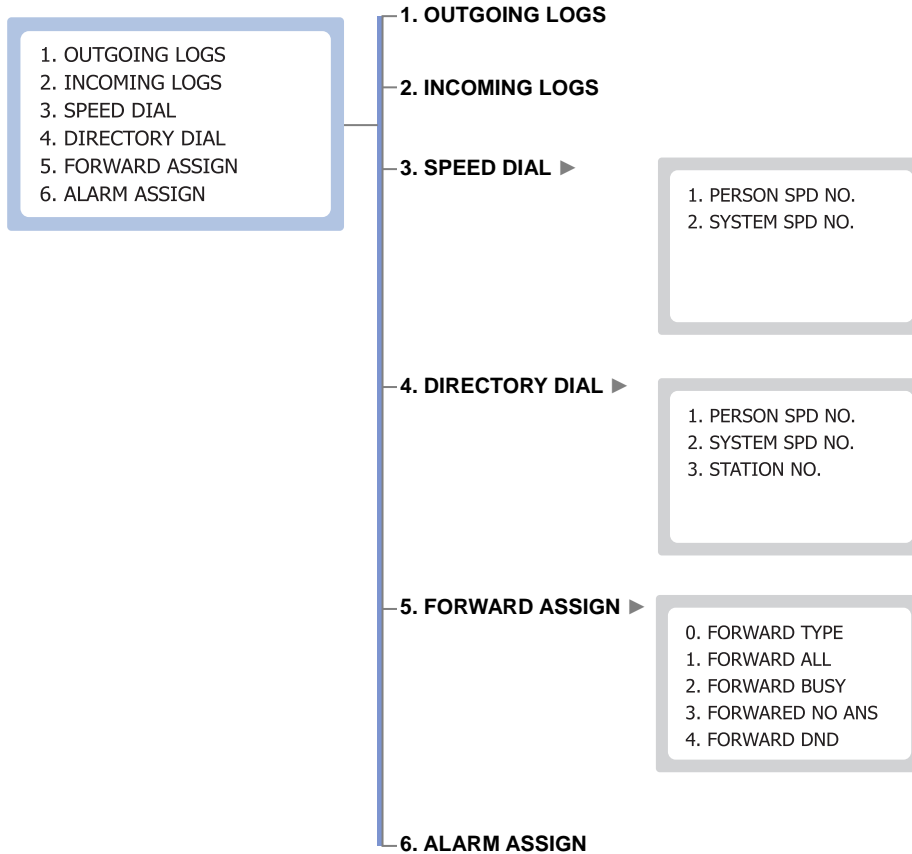 1. OUTGOING LOGS
2. INCOMING LOGS
3. SPEED DIAL
4. DIRECTORY DIAL
5. FORWARD ASSIGN
6. ALARM ASSIGN
1. OUTGOING LOGS
2. INCOMING LOGS
3. SPEED DIAL ►
1. PERSON SPD NO.
2. SYSTEM SPD NO.
4. DIRECTORY DIAL ►
1. PERSON SPD NO.
2. SYSTEM SPD NO.
3. STATION NO.
5. FORWARD ASSIGN ►
0. FORWARD TYPE
1. FORWARD ALL
2. FORWARD BUSY
3. FORWARED NO ANS
4. FORWARD DND
6. ALARM ASSIGN